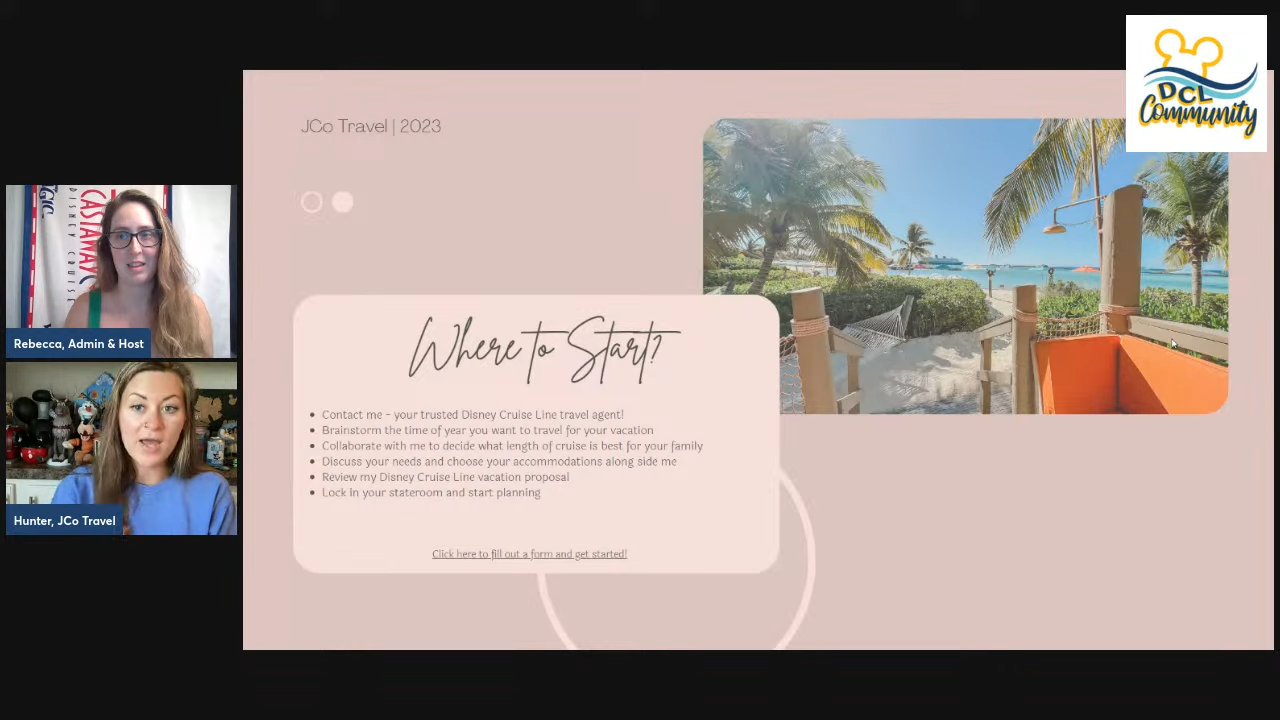 JCo Travel | 2023
DCL
Community
CASTAWAY C
DISNEY CRUISE
GIC
Rebecca, Admin & Host
Hunter, JCo Travel
Where to Start?
Contact me - your trusted Disney Cruise Line travel agent!
Brainstorm the time of year you want to travel for your vacation
Collaborate with me to decide what length of cruise is best for your family
Discuss your needs and choose your accommodations along side me
Review my Disney Cruise Line vacation proposal
Lock in your stateroom and start planning
Click here to fill out a form and get started!